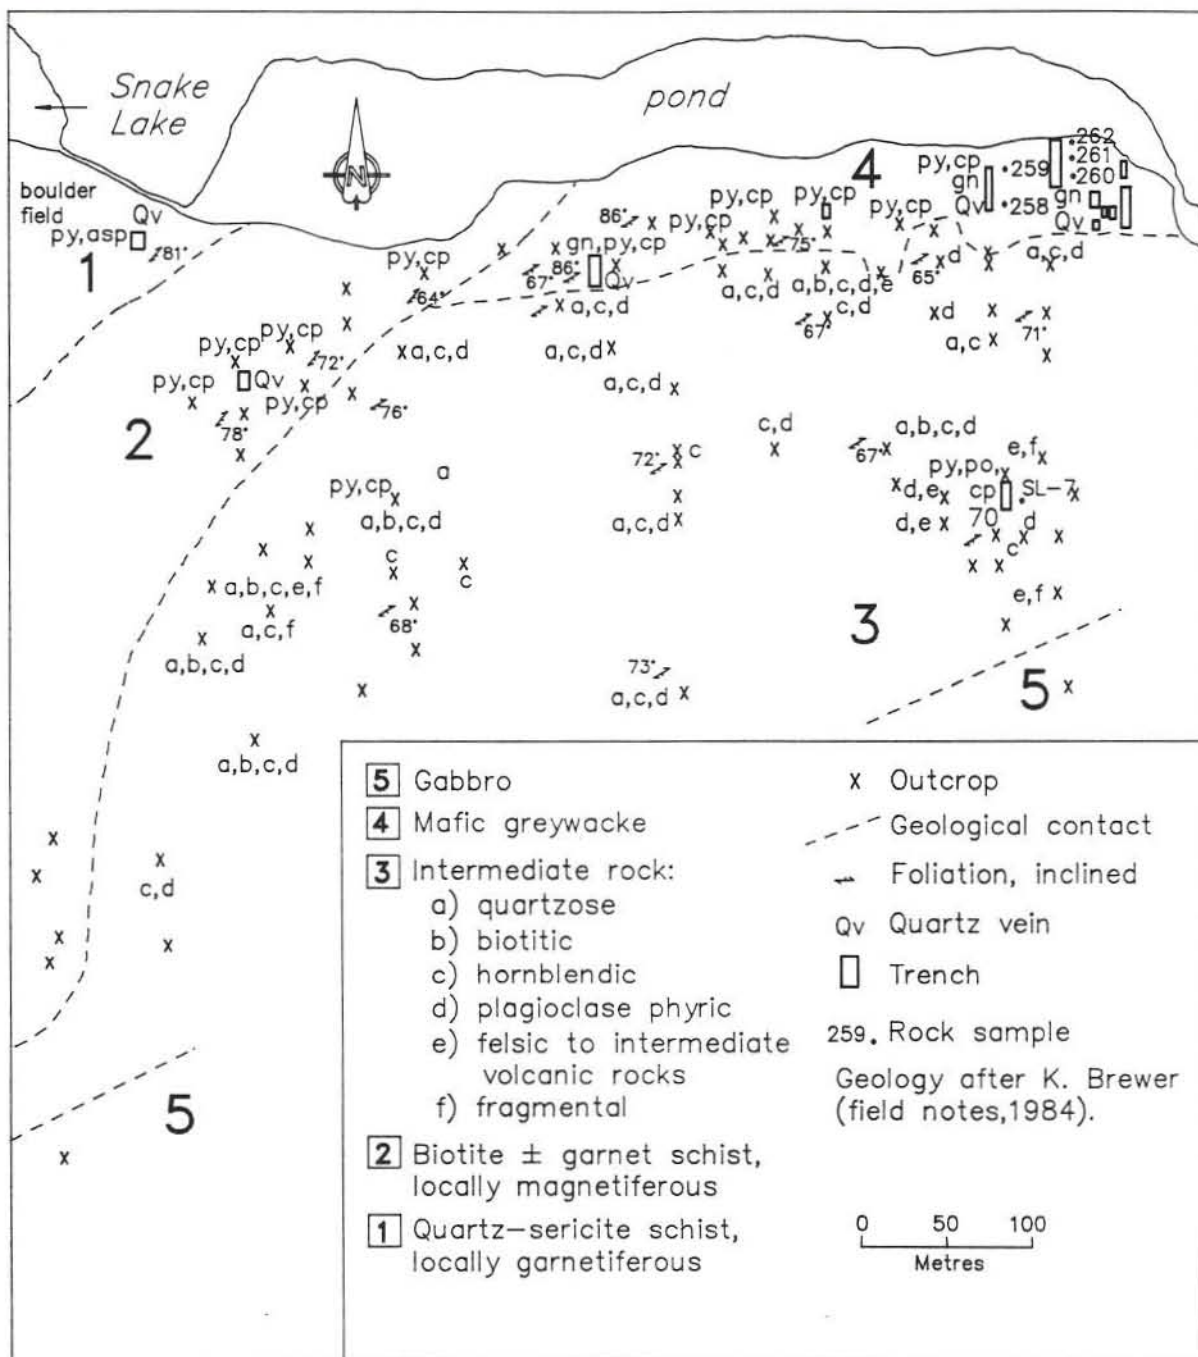 Snake
Lake
pond
N
boulder
field
Qv
py,asp
81°
1
4
262
261
260
py,cp
259
gn
Qv
258
gn
Qv
86°
py,cp
py,cp
py,cp
py,cp
75°
gn,py,cp
67°
86°
Qv
py,cp
64°
a,c,d
a,c,d
a,b,c,d,e
65°
d
a,c,d
c,d
67°
d
71°
a,c
py,cp
py,cp
72°
a,c,d
a,c,d
py,cp
Qv
py,cp
76°
a,c,d
2
78°
c,d
67°
a,b,c,d
72°
c
e,f
py,po,
a
py,cp
d,e
cp
SL-7
a,b,c,d
a,c,d
d,e
70
d
c
c
c
a,b,c,e,f
e,f
a,c,f
68°
3
a,b,c,d
73°
a,c,d
5
a,b,c,d
c,d
5
5 Gabbro
4 Mafic greywacke
3 Intermediate rock:
a) quartzose
b) biotitic
c) hornblendic
d) plagioclase phyric
e) felsic to intermediate
volcanic rocks
f) fragmental
2 Biotite ± garnet schist,
locally magnetiferous
1 Quartz-sericite schist,
locally garnetiferous
x Outcrop
Geological contact
Foliation, inclined
Qv Quartz vein
Trench
259. Rock sample
Geology after K. Brewer
(field notes,1984).
0 50 100
Metres